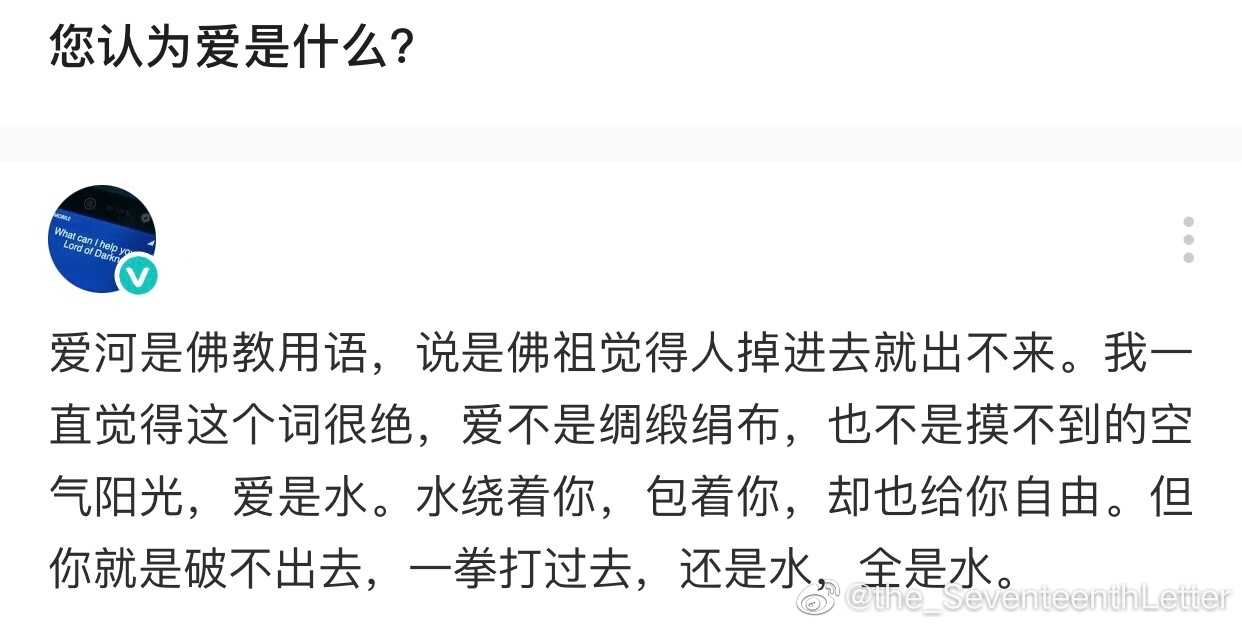 您认为爱是什么?
MOBILE
What can I help yo
Lord of Darkn
爱河是佛教用语，说是佛祖觉得人掉进去就出不来。我一
直觉得这个词很绝，爱不是绸缎绢布，也不是摸不到的空
气阳光，爱是水。水绕着你，包着你，却也给你自由。但
你就是破不出去，一拳打过去，还是水，全是水。
@the_SeventeenthLetter